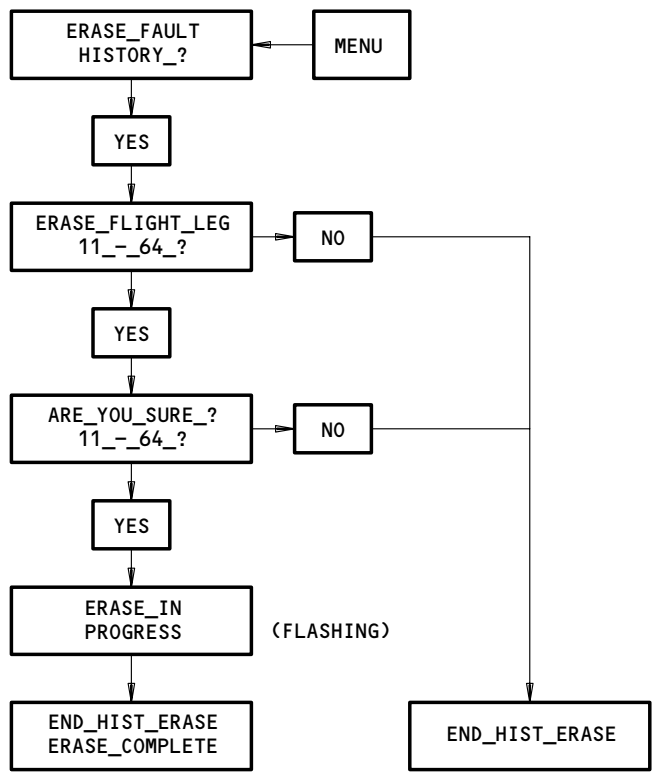 ERASE_FAULT
HISTORY_?
MENU
YES
ERASE_FLIGHT_LEG
11_-_64_?
NO
YES
ARE_YOU_SURE_?
11_-_64_?
NO
YES
ERASE_IN
PROGRESS
(FLASHING)
END_HIST_ERASE
ERASE_COMPLETE
END_HIST_ERASE